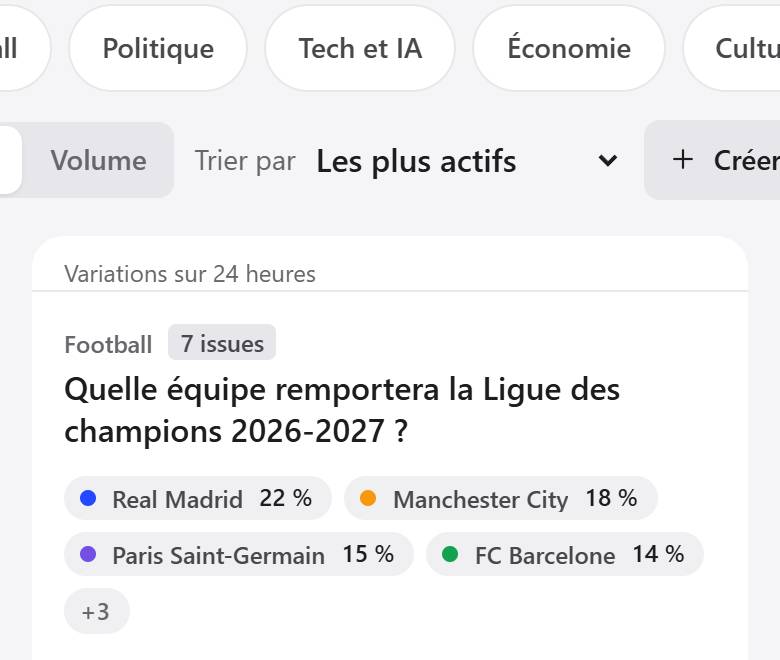 all Politique Tech et IA Économie Cultu
Volume Trier par Les plus actifs + Créer
Variations sur 24 heures
Football 7 issues
Quelle équipe remportera la Ligue des
champions 2026-2027 ?
Real Madrid 22 % Manchester City 18 %
Paris Saint-Germain 15 % FC Barcelone 14 %
+3